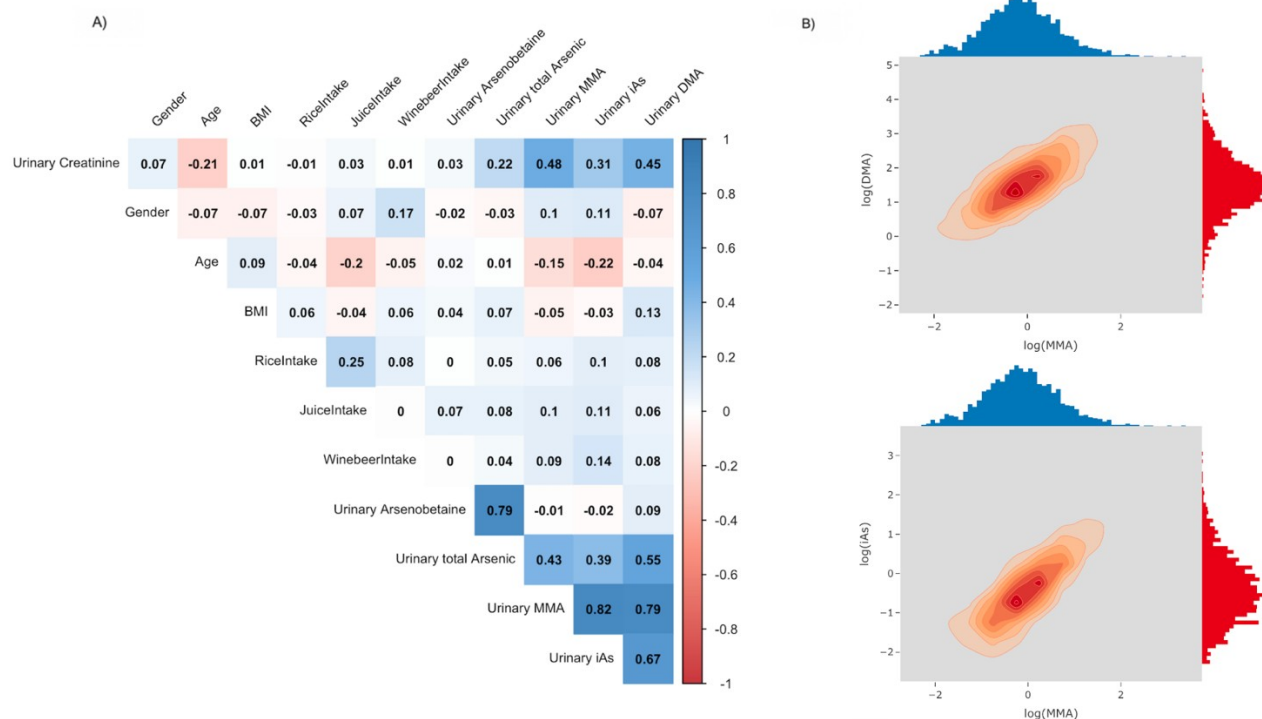 A)
Gender Age BMI RiceIntake JuiceIntake WinebeerIntake Urinary Arsenobetaine Urinary total Arsenic Urinary MMA Urinary iAs Urinary DMA
Urinary Creatinine 0.07 -0.21 0.01 -0.01 0.03 0.01 0.03 0.22 0.48 0.31 0.45
Gender -0.07 -0.07 -0.03 0.07 0.17 -0.02 -0.03 0.1 0.11 -0.07
Age 0.09 -0.04 -0.2 -0.05 0.02 0.01 -0.15 -0.22 -0.04
BMI 0.06 -0.04 0.06 0.04 0.07 -0.05 -0.03 0.13
RiceIntake 0.25 0.08 0 0.05 0.06 0.1 0.08
JuiceIntake 0 0.07 0.08 0.1 0.11 0.06
WinebeerIntake 0 0.04 0.09 0.14 0.08
Urinary Arsenobetaine 0.79 -0.01 -0.02 0.09
Urinary total Arsenic 0.43 0.39 0.55
Urinary MMA 0.82 0.79
Urinary iAs 0.67
1
0.8
0.6
0.4
0.2
0
-0.2
-0.4
-0.6
-0.8
-1
B)
log(DMA)
5
4
3
2
1
0
−1
−2
−2 0 2
log(MMA)
log(iAs)
3
2
1
0
−1
−2
−2 0 2
log(MMA)